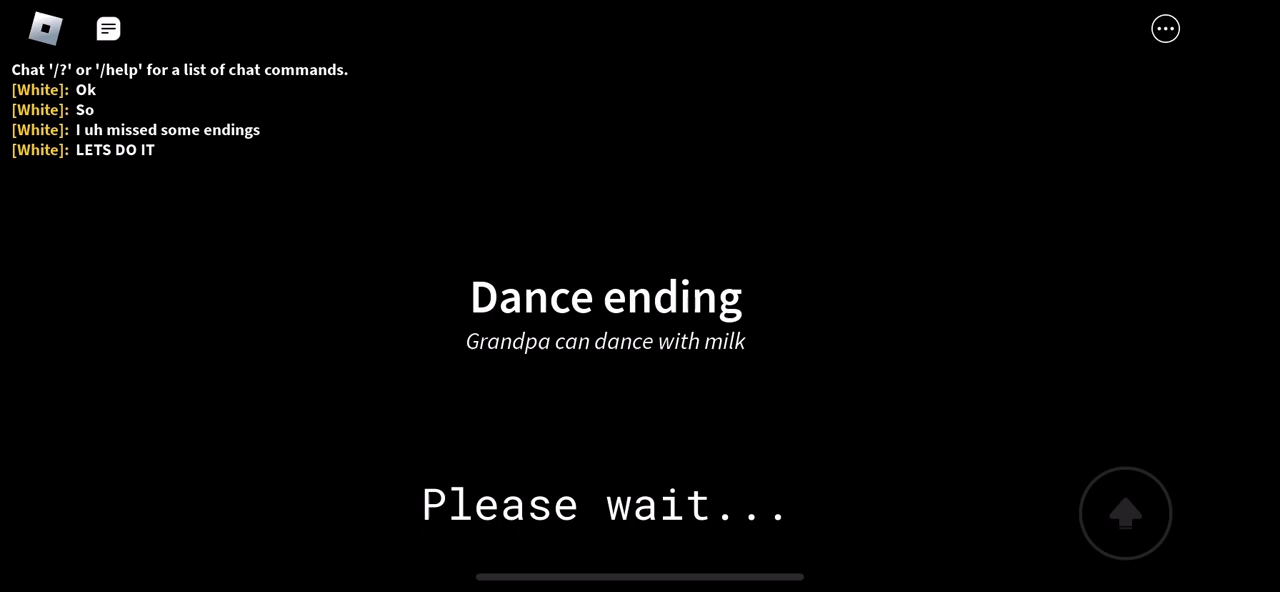 Chat '/?' or '/help' for a list of chat commands.
[White]: Ok
[White]: So
[White]: I uh missed some endings
[White]: LETS DO IT
Dance ending
Grandpa can dance with milk
Please wait...